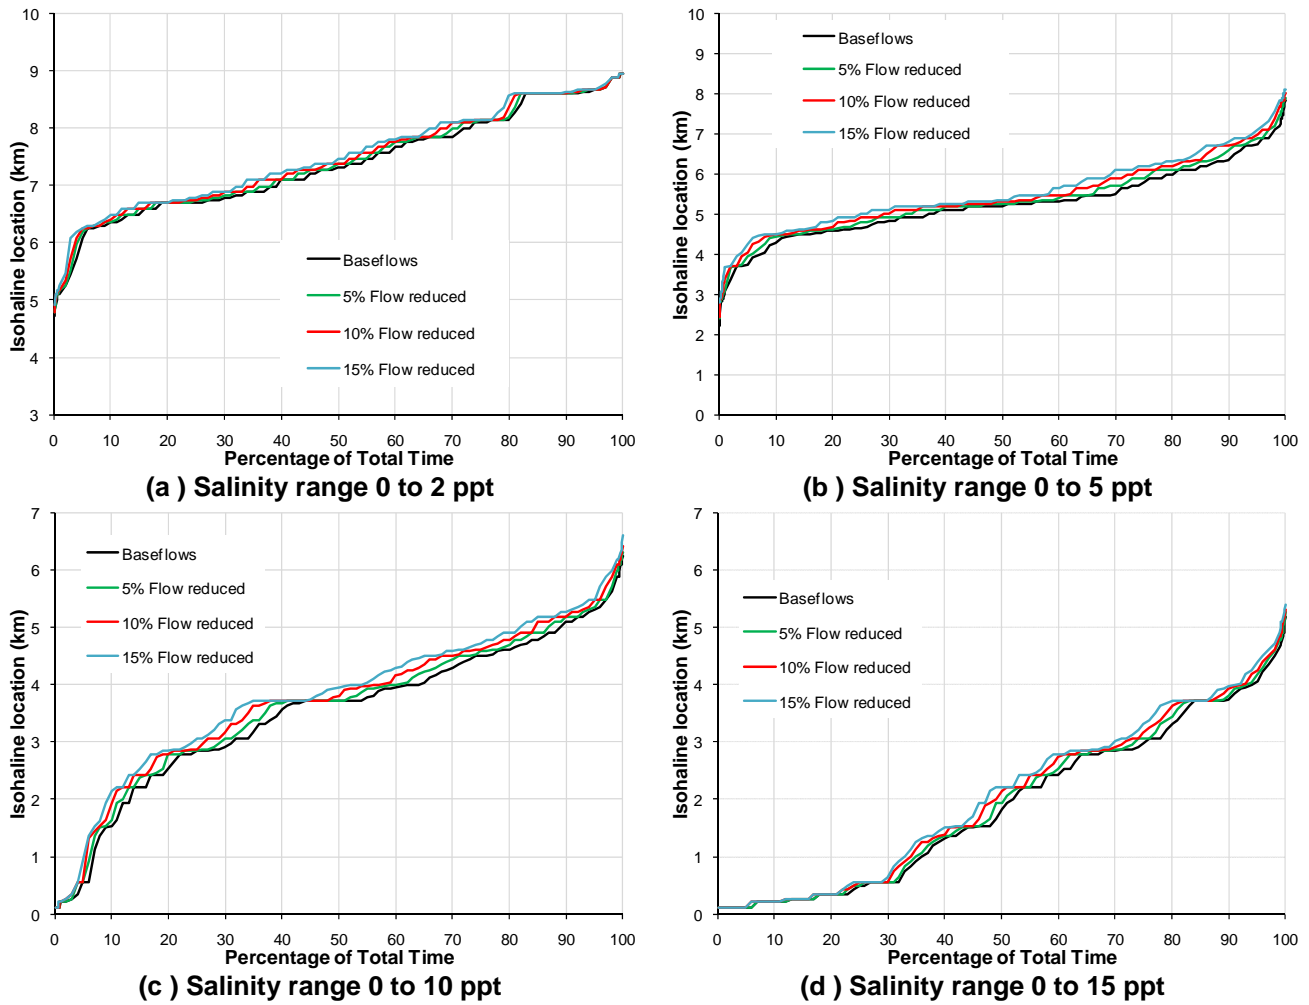 10
9
8
7
6
5
4
3
Isohaline location (km)
Baseflows
5% Flow reduced
10% Flow reduced
15% Flow reduced
0 10 20 30 40 50 60 70 80 90 100
Percentage of Total Time
(a ) Salinity range 0 to 2 ppt
10
9
8
7
6
5
4
3
2
1
0
Isohaline location (km)
Baseflows
5% Flow reduced
10% Flow reduced
15% Flow reduced
0 10 20 30 40 50 60 70 80 90 100
Percentage of Total Time
(b ) Salinity range 0 to 5 ppt
7
6
5
4
3
2
1
0
Isohaline location (km)
Baseflows
5% Flow reduced
10% Flow reduced
15% Flow reduced
0 10 20 30 40 50 60 70 80 90 100
Percentage of Total Time
(c ) Salinity range 0 to 10 ppt
7
6
5
4
3
2
1
0
Isohaline location (km)
Baseflows
5% Flow reduced
10% Flow reduced
15% Flow reduced
0 10 20 30 40 50 60 70 80 90 100
Percentage of Total Time
(d ) Salinity range 0 to 15 ppt